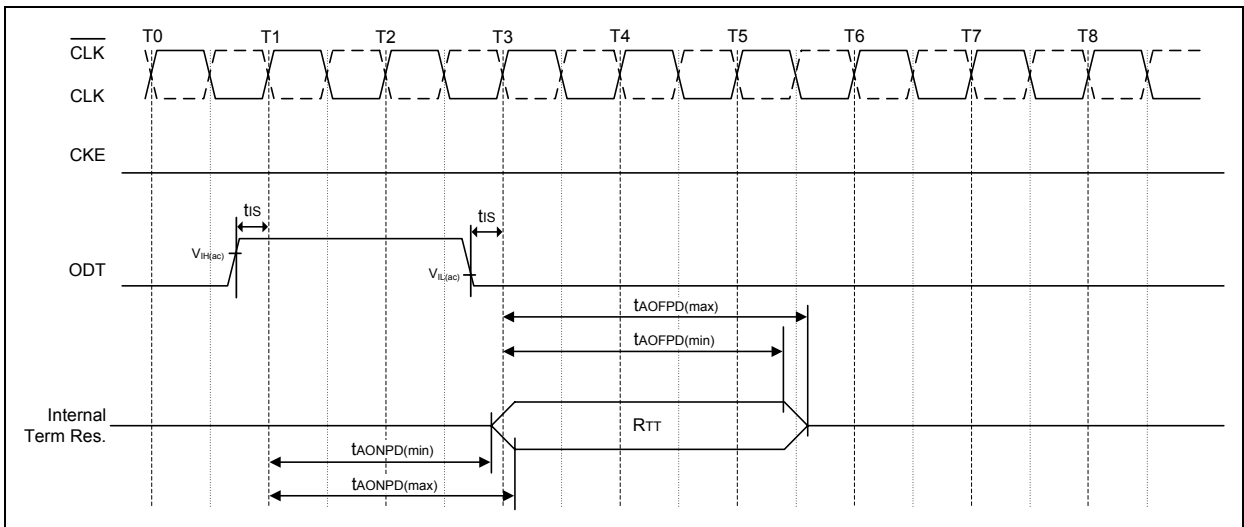 T0 T1 T2 T3 T4 T5 T6 T7 T8
CLK
CLK
CKE
tIS tIS
VIH(ac)
ODT
VIL(ac)
tAOFPD(max)
tAOFPD(min)
Internal
Term Res.
RTT
tAONPD(min)
tAONPD(max)